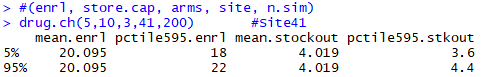 > #(enrl, store.cap, arms, site, n.sim)
> drug.ch(5,10,3,41,200) #site41
mean.enrl pctile595.enrl mean.stockout pctile595.stkout
5% 20.095 18 4.019 3.6
95% 20.095 22 4.019 4.4